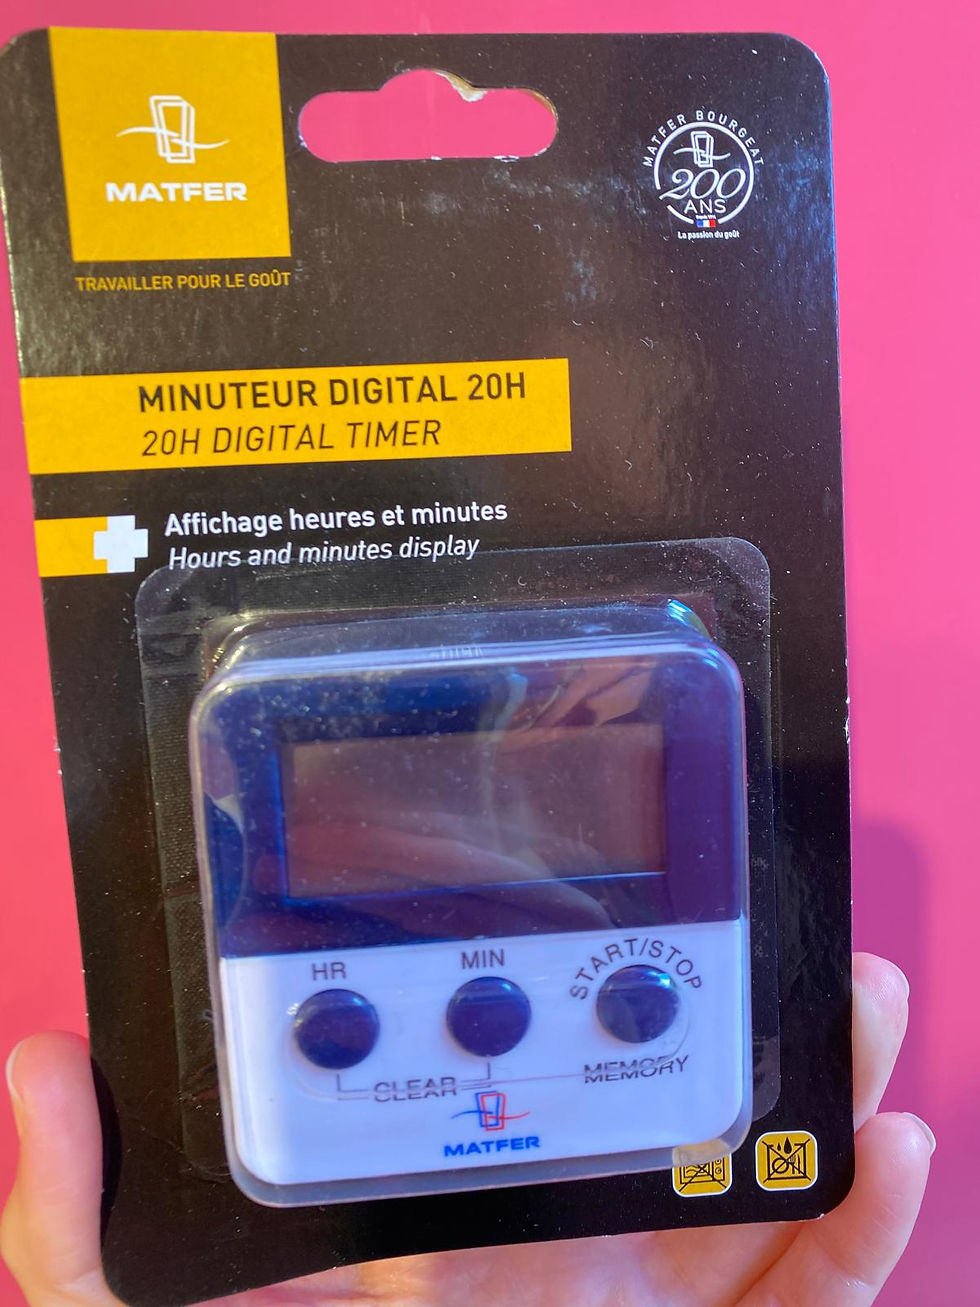 MATFER
TRAVAILLER POUR LE GOÛT
MATFER BOURGEAT
200
ANS
La passion du goût
MINUTEUR DIGITAL 20H
20H DIGITAL TIMER
Affichage heures et minutes
Hours and minutes display
HR
MIN
START/STOP
CLEAR
MEMORY
MATFER